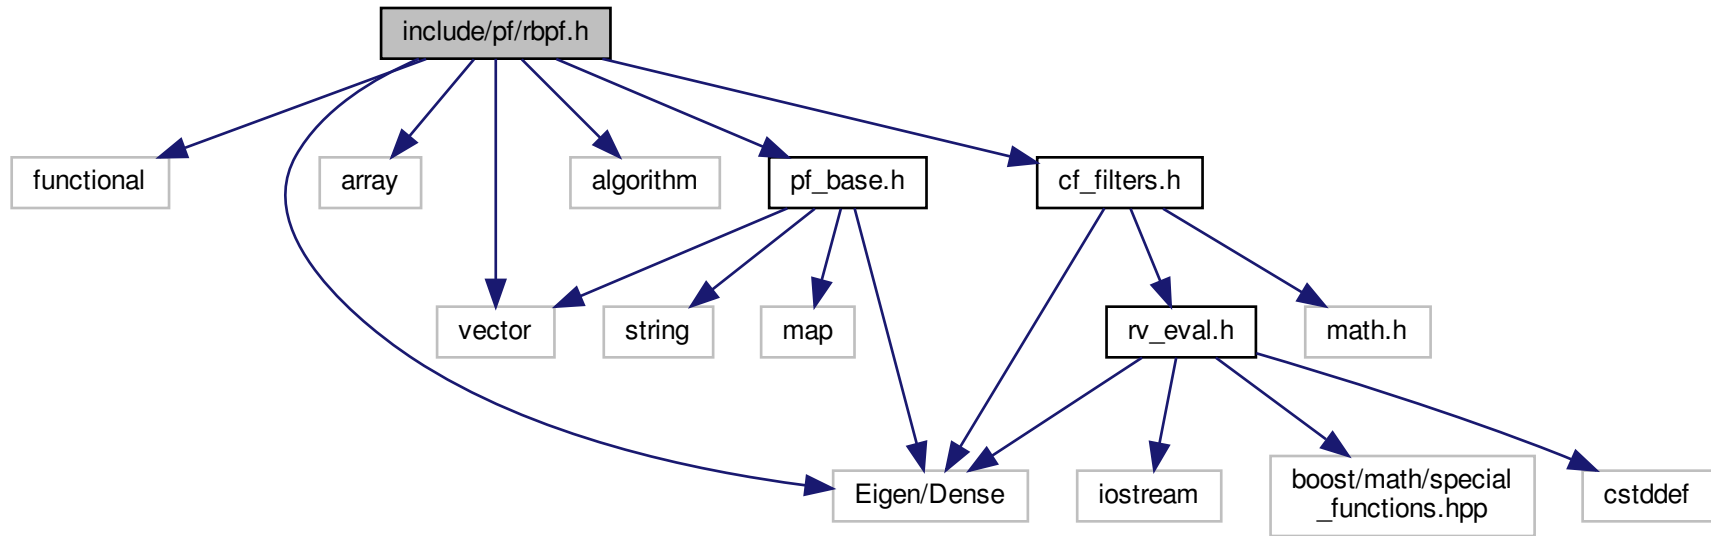 include/pf/rbpf.h
functional
array
algorithm
pf_base.h
cf_filters.h
vector
string
map
rv_eval.h
math.h
Eigen/Dense
iostream
boost/math/special
_functions.hpp
cstddef